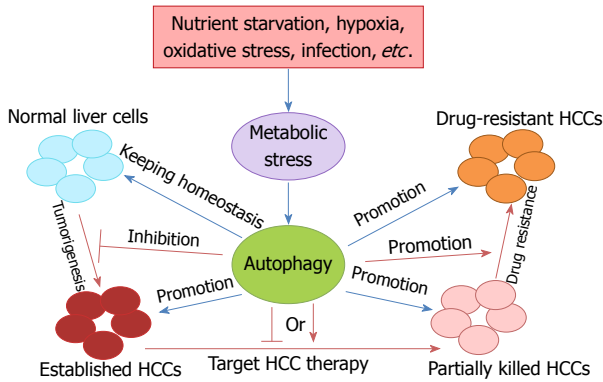 Nutrient starvation, hypoxia,
oxidative stress, infection, etc.
Normal liver cells
Metabolic
stress
Drug-resistant HCCs
Keeping homeostasis
Promotion
Tumorigenesis
Inhibition
Autophagy
Promotion
Drug resistance
Promotion
Promotion
Or
Established HCCs
Target HCC therapy
Partially killed HCCs